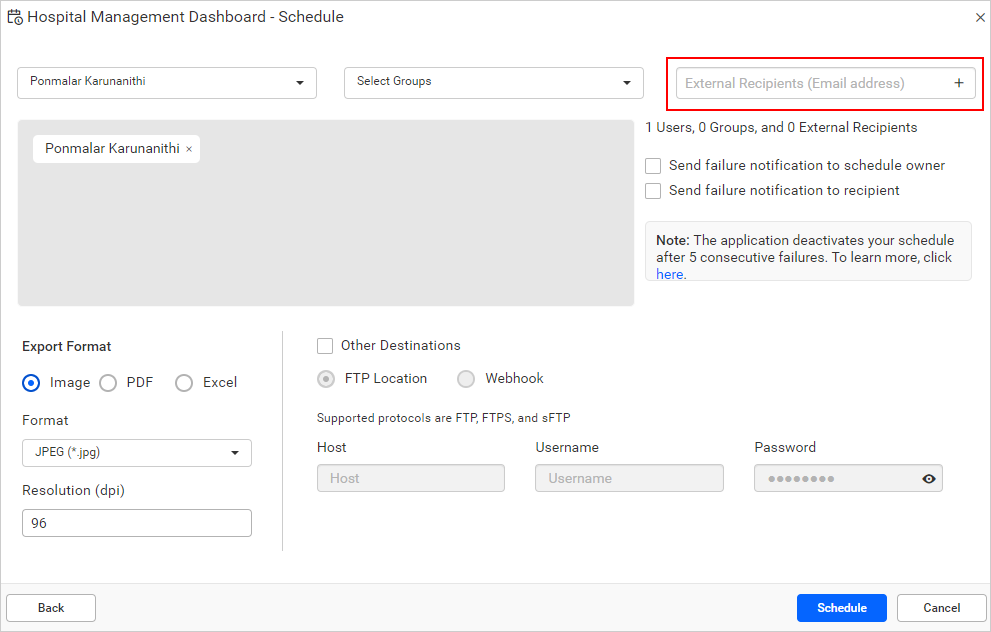 Hospital Management Dashboard - Schedule
Ponmalar Karunanithi
Select Groups
External Recipients (Email address)
Ponmalar Karunanithi ×
1 Users, 0 Groups, and 0 External Recipients
Send failure notification to schedule owner
Send failure notification to recipient
Note: The application deactivates your schedule
after 5 consecutive failures. To learn more, click
here.
Export Format
Image
PDF
Excel
Format
JPEG (*.jpg)
Resolution (dpi)
96
Other Destinations
FTP Location
Webhook
Supported protocols are FTP, FTPS, and sFTP
Host
Username
Password
Host
Username
Back
Schedule
Cancel